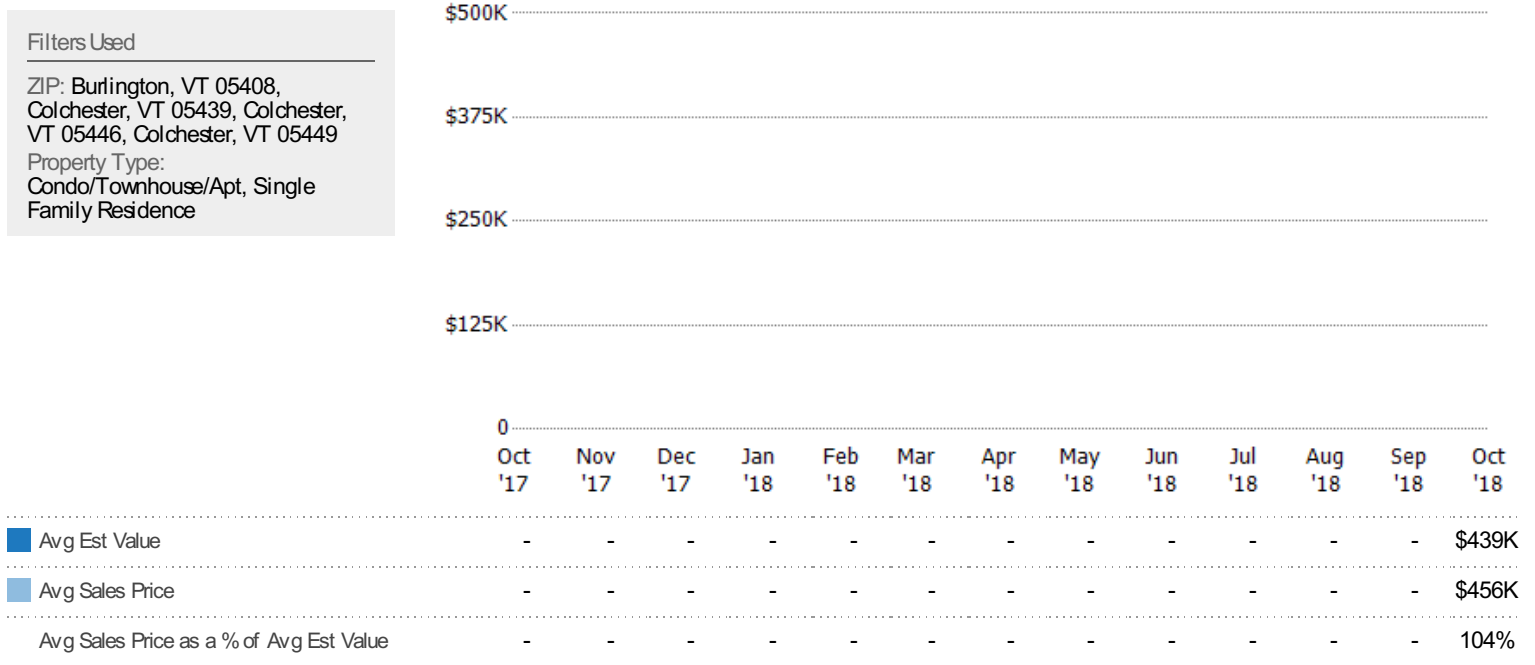 Filters Used
ZIP: Burlington, VT 05408,
Colchester, VT 05439, Colchester,
VT 05446, Colchester, VT 05449
Property Type:
Condo/Townhouse/Apt, Single
Family Residence
$500K
$375K
$250K
$125K
0
Oct Nov Dec Jan Feb Mar Apr May Jun Jul Aug Sep Oct
'17 '17 '17 '18 '18 '18 '18 '18 '18 '18 '18 '18 '18
Avg Est Value - - - - - - - - - - - - $439K
Avg Sales Price - - - - - - - - - - - - $456K
Avg Sales Price as a % of Avg Est Value - - - - - - - - - - - - 104%